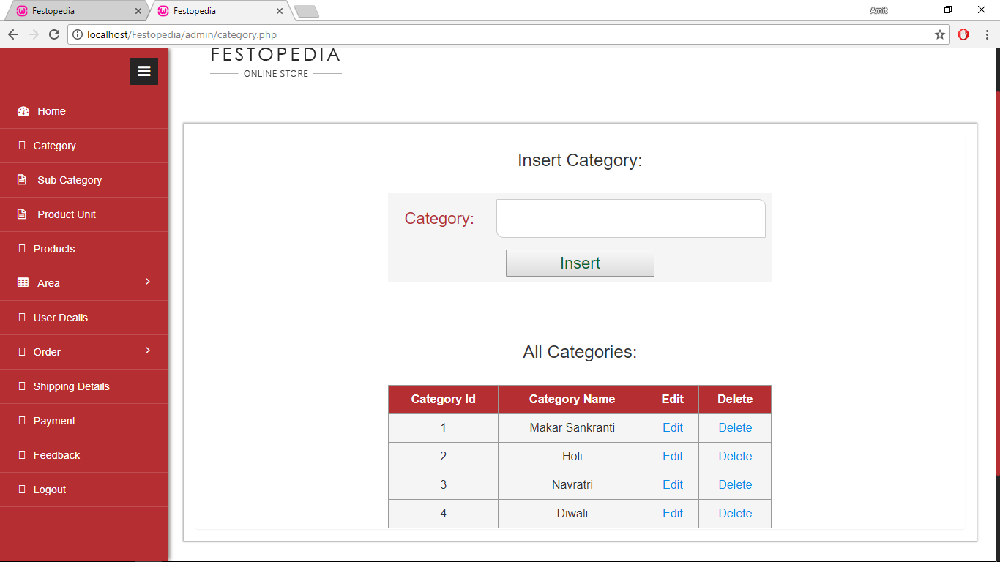 Festopedia
Festopedia
Amit
localhost/Festopedia/admin/category.php
FESTOPEDIA
ONLINE STORE
Home
Category
Sub Category
Product Unit
Products
Area
User Deails
Order
Shipping Details
Payment
Feedback
Logout
Insert Category:
Category:
Insert
All Categories:
Category Id Category Name Edit Delete
1 Makar Sankranti Edit Delete
2 Holi Edit Delete
3 Navratri Edit Delete
4 Diwali Edit Delete